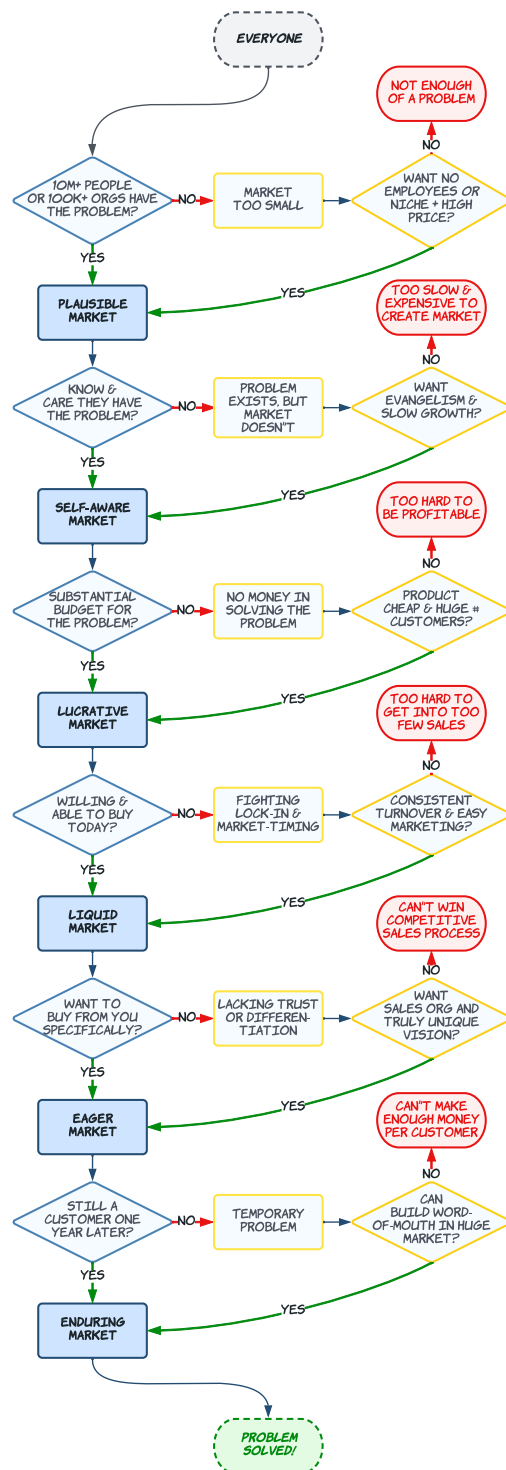 EVERYONE
NOT ENOUGH
OF A PROBLEM
NO
10M+ PEOPLE
OR 100K+ ORGS HAVE
THE PROBLEM?
NO
MARKET
TOO SMALL
WANT NO
EMPLOYEES OR
NICHE + HIGH
PRICE?
YES
YES
PLAUSIBLE
MARKET
TOO SLOW &
EXPENSIVE TO
CREATE MARKET
NO
KNOW &
CARE THEY HAVE
THE PROBLEM?
NO
PROBLEM
EXISTS, BUT
MARKET
DOESN"T
WANT
EVANGELISM &
SLOW GROWTH?
YES
YES
SELF-AWARE
MARKET
TOO HARD TO
BE PROFITABLE
NO
SUBSTANTIAL
BUDGET FOR
THE PROBLEM?
NO
NO MONEY IN
SOLVING THE
PROBLEM
PRODUCT
CHEAP & HUGE #
CUSTOMERS?
YES
YES
LUCRATIVE
MARKET
TOO HARD TO
GET INTO TOO
FEW SALES
NO
WILLING &
ABLE TO BUY
TODAY?
NO
FIGHTING
LOCK-IN &
MARKET-TIMING
CONSISTENT
TURNOVER & EASY
MARKETING?
YES
YES
LIQUID
MARKET
CAN"T WIN
COMPETITIVE
SALES PROCESS
NO
WANT TO
BUY FROM YOU
SPECIFICALLY?
NO
LACKING TRUST
OR DIFFEREN-
TIATION
WANT
SALES ORG AND
TRULY UNIQUE
VISION?
YES
YES
EAGER
MARKET
CAN"T MAKE
ENOUGH MONEY
PER CUSTOMER
NO
STILL A
CUSTOMER ONE
YEAR LATER?
NO
TEMPORARY
PROBLEM
CAN
BUILD WORD-
OF-MOUTH IN HUGE
MARKET?
YES
YES
ENDURING
MARKET
PROBLEM
SOLVED!